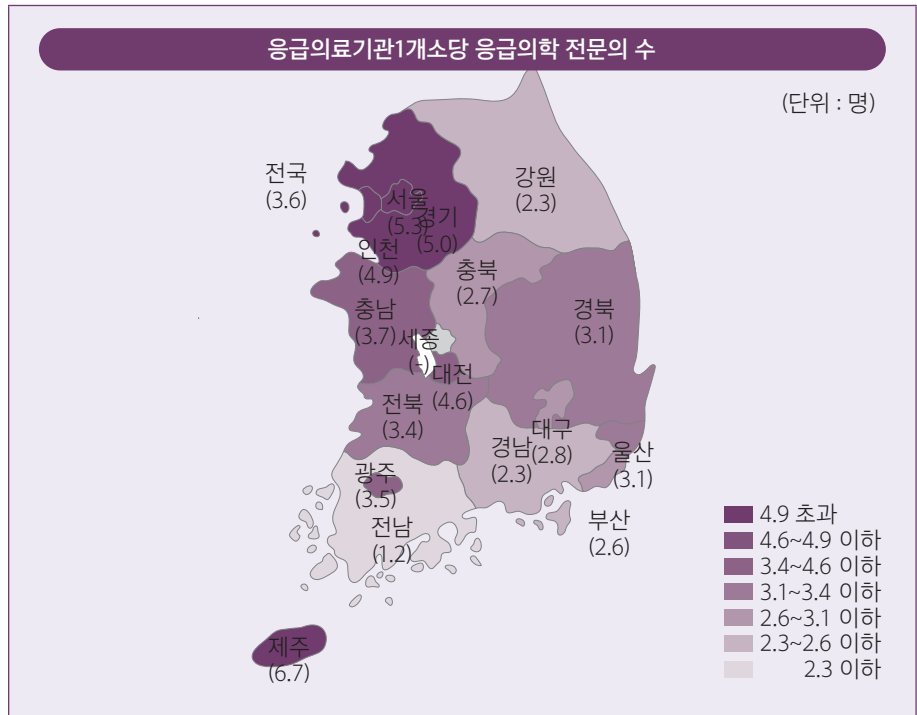 응급의료기관1개소당 응급의학 전문의 수
(단위 : 명)
전국
(3.6)
강원
(2.3)
서울
(5.3)
경기
(5.0)
인천
(4.9)
충북
(2.7)
충남
(3.7)
경북
(3.1)
세종
(-)
대전
(4.6)
전북
(3.4)
대구
(2.8)
경남
(2.3)
울산
(3.1)
광주
(3.5)
전남
(1.2)
부산
(2.6)
제주
(6.7)
4.9 초과
4.6~4.9 이하
3.4~4.6 이하
3.1~3.4 이하
2.6~3.1 이하
2.3~2.6 이하
2.3 이하